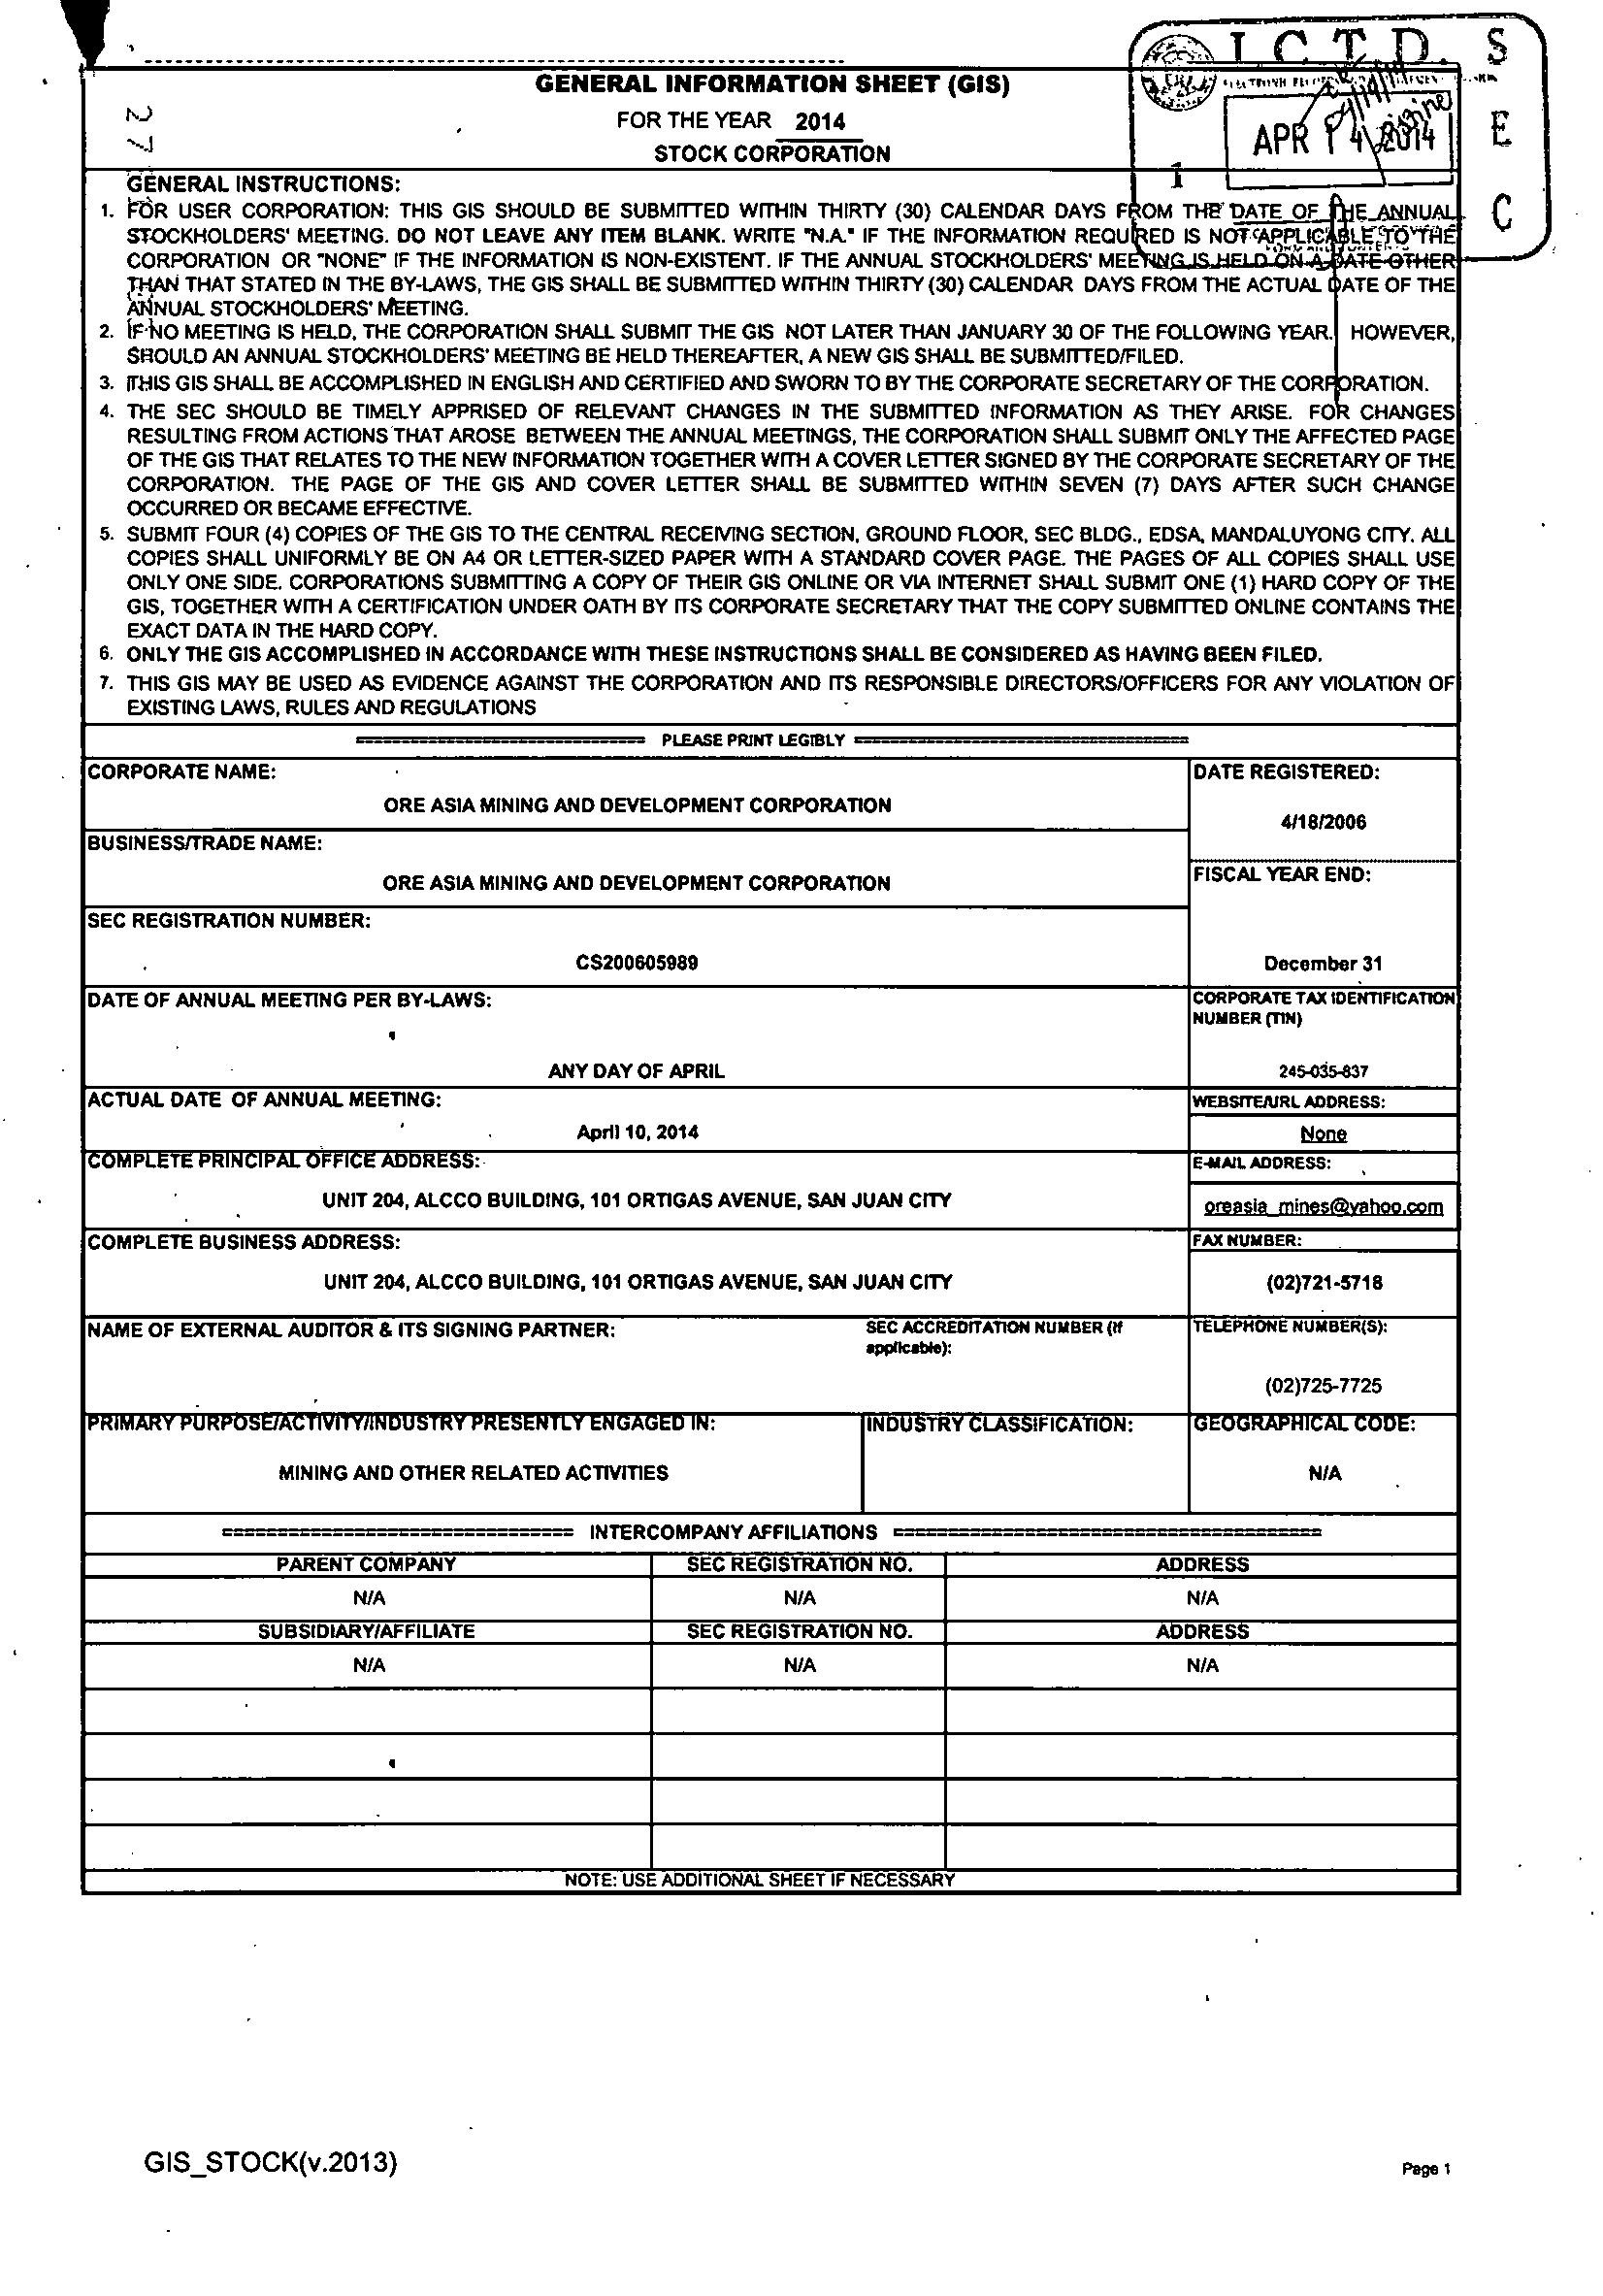 I.C.T.D. S
GENERAL INFORMATION SHEET (GIS)
FOR THE YEAR 2014
APR 14 2014 E
STOCK CORPORATION
1
GENERAL INSTRUCTIONS:
1. FOR USER CORPORATION: THIS GIS SHOULD BE SUBMITTED WITHIN THIRTY (30) CALENDAR DAYS FROM THE DATE OF THE ANNUAL C
STOCKHOLDERS' MEETING. DO NOT LEAVE ANY ITEM BLANK. WRITE "N.A." IF THE INFORMATION REQUIRED IS NOT APPLICABLE TO THE
CORPORATION OR "NONE" IF THE INFORMATION IS NON-EXISTENT. IF THE ANNUAL STOCKHOLDERS' MEETING IS HELD ON A DATE OTHER
THAN THAT STATED IN THE BY-LAWS, THE GIS SHALL BE SUBMITTED WITHIN THIRTY (30) CALENDAR DAYS FROM THE ACTUAL DATE OF THE
ANNUAL STOCKHOLDERS' MEETING.
2. IF NO MEETING IS HELD, THE CORPORATION SHALL SUBMIT THE GIS NOT LATER THAN JANUARY 30 OF THE FOLLOWING YEAR. HOWEVER,
SHOULD AN ANNUAL STOCKHOLDERS' MEETING BE HELD THEREAFTER, A NEW GIS SHALL BE SUBMITTED/FILED.
3. THIS GIS SHALL BE ACCOMPLISHED IN ENGLISH AND CERTIFIED AND SWORN TO BY THE CORPORATE SECRETARY OF THE CORPORATION.
4. THE SEC SHOULD BE TIMELY APPRISED OF RELEVANT CHANGES IN THE SUBMITTED INFORMATION AS THEY ARISE. FOR CHANGES
RESULTING FROM ACTIONS THAT AROSE BETWEEN THE ANNUAL MEETINGS, THE CORPORATION SHALL SUBMIT ONLY THE AFFECTED PAGE
OF THE GIS THAT RELATES TO THE NEW INFORMATION TOGETHER WITH A COVER LETTER SIGNED BY THE CORPORATE SECRETARY OF THE
CORPORATION. THE PAGE OF THE GIS AND COVER LETTER SHALL BE SUBMITTED WITHIN SEVEN (7) DAYS AFTER SUCH CHANGE
OCCURRED OR BECAME EFFECTIVE.
5. SUBMIT FOUR (4) COPIES OF THE GIS TO THE CENTRAL RECEIVING SECTION, GROUND FLOOR, SEC BLDG., EDSA, MANDALUYONG CITY. ALL
COPIES SHALL UNIFORMLY BE ON A4 OR LETTER-SIZED PAPER WITH A STANDARD COVER PAGE. THE PAGES OF ALL COPIES SHALL USE
ONLY ONE SIDE. CORPORATIONS SUBMITTING A COPY OF THEIR GIS ONLINE OR VIA INTERNET SHALL SUBMIT ONE (1) HARD COPY OF THE
GIS, TOGETHER WITH A CERTIFICATION UNDER OATH BY ITS CORPORATE SECRETARY THAT THE COPY SUBMITTED ONLINE CONTAINS THE
EXACT DATA IN THE HARD COPY.
6. ONLY THE GIS ACCOMPLISHED IN ACCORDANCE WITH THESE INSTRUCTIONS SHALL BE CONSIDERED AS HAVING BEEN FILED.
7. THIS GIS MAY BE USED AS EVIDENCE AGAINST THE CORPORATION AND ITS RESPONSIBLE DIRECTORS/OFFICERS FOR ANY VIOLATION OF
EXISTING LAWS, RULES AND REGULATIONS
PLEASE PRINT LEGIBLY
CORPORATE NAME: DATE REGISTERED:
ORE ASIA MINING AND DEVELOPMENT CORPORATION
4/18/2006
BUSINESS/TRADE NAME:
FISCAL YEAR END:
ORE ASIA MINING AND DEVELOPMENT CORPORATION
SEC REGISTRATION NUMBER:
CS200605989 December 31
DATE OF ANNUAL MEETING PER BY-LAWS: CORPORATE TAX IDENTIFICATION
NUMBER (TIN)
ANY DAY OF APRIL 245-035-837
ACTUAL DATE OF ANNUAL MEETING: WEBSITE/URL ADDRESS:
April 10, 2014 None
COMPLETE PRINCIPAL OFFICE ADDRESS: E-MAIL ADDRESS:
UNIT 204, ALCCO BUILDING, 101 ORTIGAS AVENUE, SAN JUAN CITY oreasia_mines@yahoo.com
COMPLETE BUSINESS ADDRESS: FAX NUMBER:
UNIT 204, ALCCO BUILDING, 101 ORTIGAS AVENUE, SAN JUAN CITY (02)721-5718
NAME OF EXTERNAL AUDITOR & ITS SIGNING PARTNER: SEC ACCREDITATION NUMBER (if TELEPHONE NUMBER(S):
applicable):
(02)725-7725
PRIMARY PURPOSE/ACTIVITY/INDUSTRY PRESENTLY ENGAGED IN: INDUSTRY CLASSIFICATION: GEOGRAPHICAL CODE:
MINING AND OTHER RELATED ACTIVITIES N/A
INTERCOMPANY AFFILIATIONS
PARENT COMPANY SEC REGISTRATION NO. ADDRESS
N/A N/A N/A
SUBSIDIARY/AFFILIATE SEC REGISTRATION NO. ADDRESS
N/A N/A N/A
NOTE: USE ADDITIONAL SHEET IF NECESSARY
GIS_STOCK(v.2013) Page 1